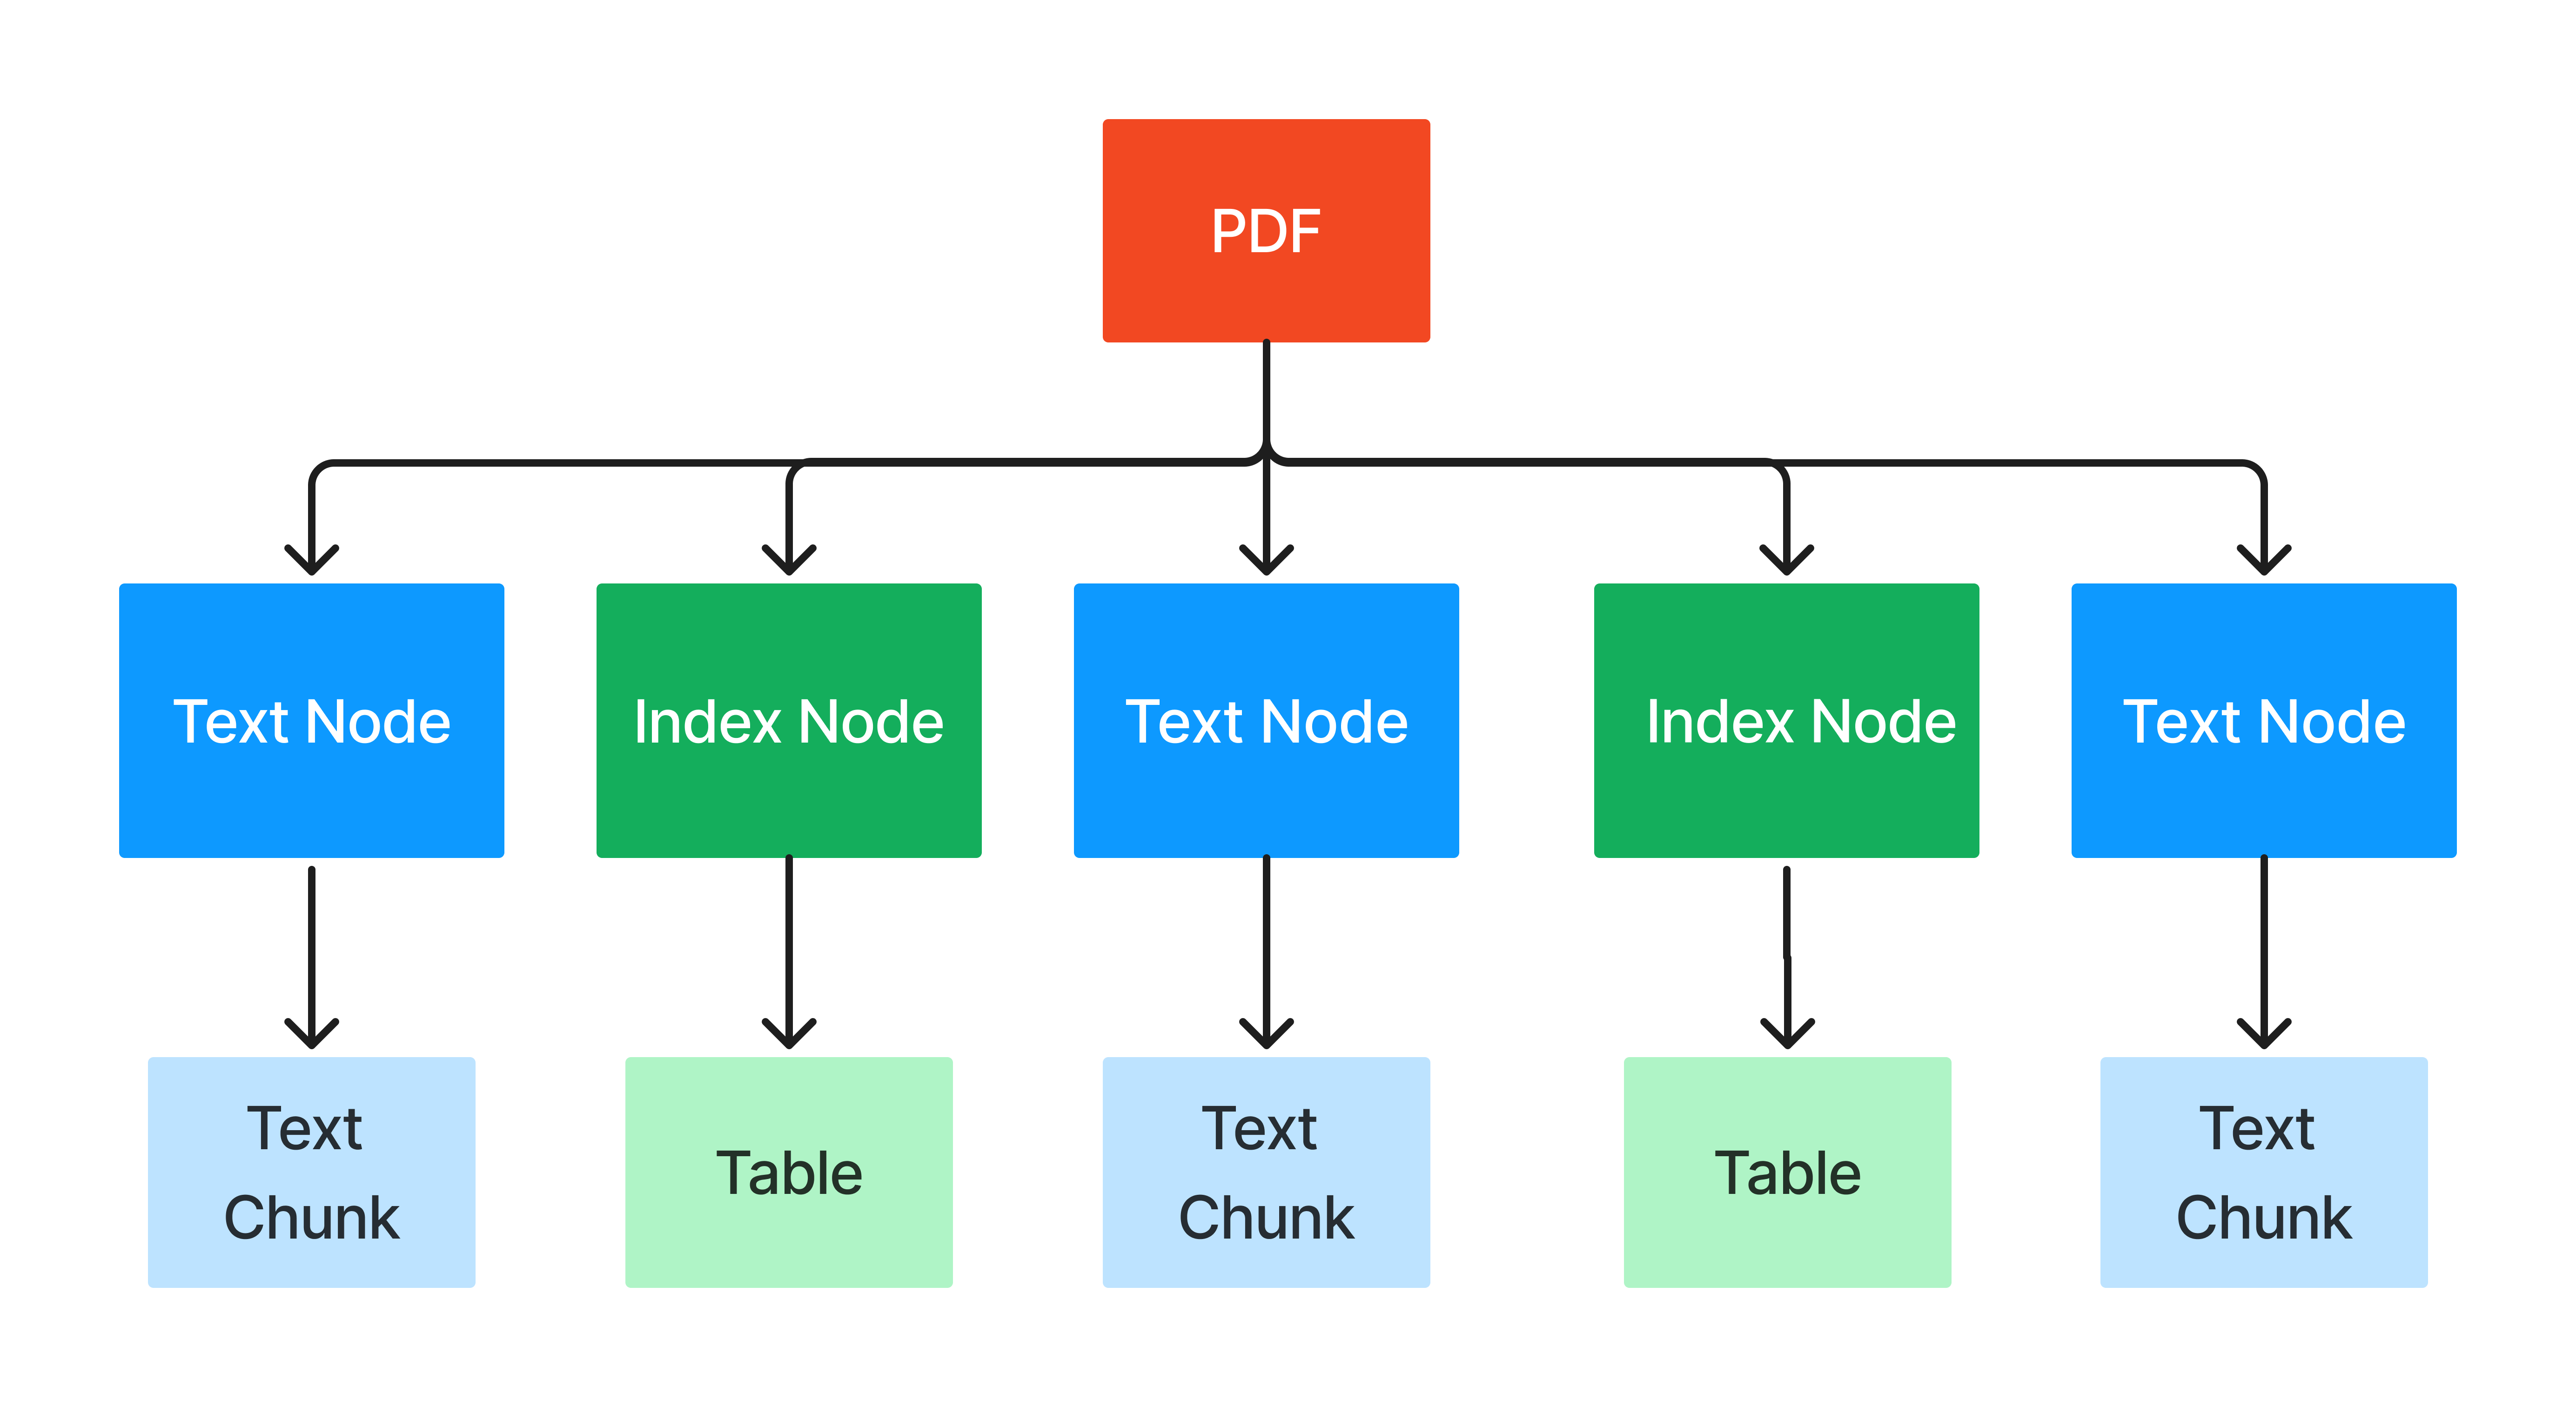 PDF
Text Node
Index Node
Text Node
Index Node
Text Node
Text
Chunk
Table
Text
Chunk
Table
Text
Chunk